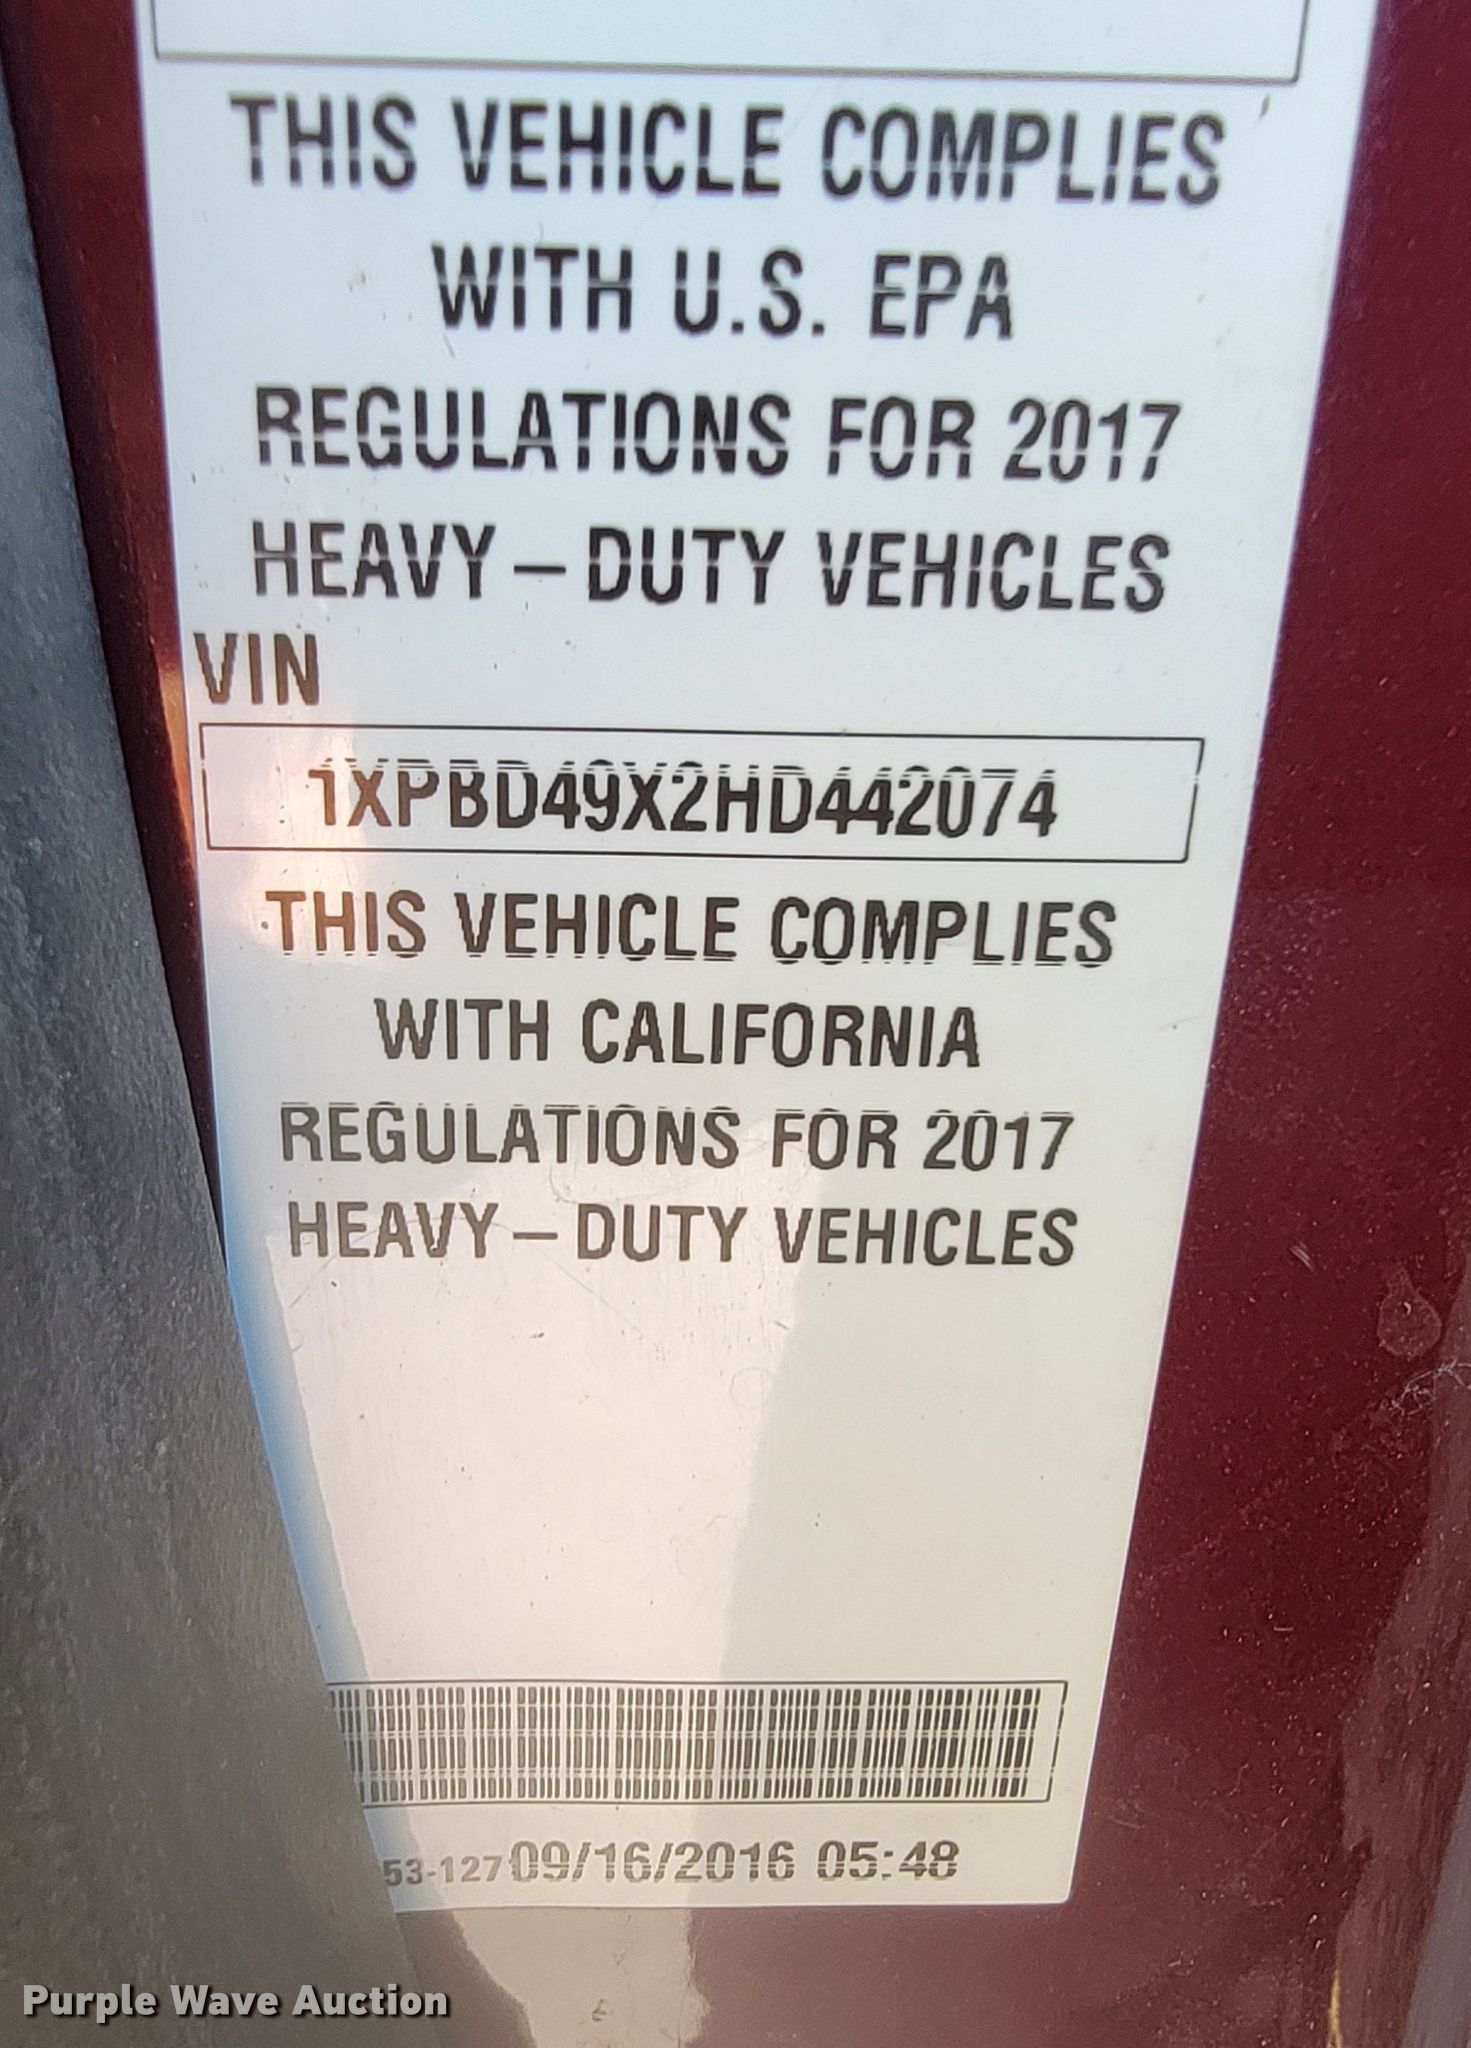 THIS VEHICLE COMPLIES
WITH U.S. EPA
REGULATIONS FOR 2017
HEAVY–DUTY VEHICLES
VIN
1XPBD49X2HD442074
THIS VEHICLE COMPLIES
WITH CALIFORNIA
REGULATIONS FOR 2017
HEAVY–DUTY VEHICLES
53-127 09/16/2016 05:48
Purple Wave Auction